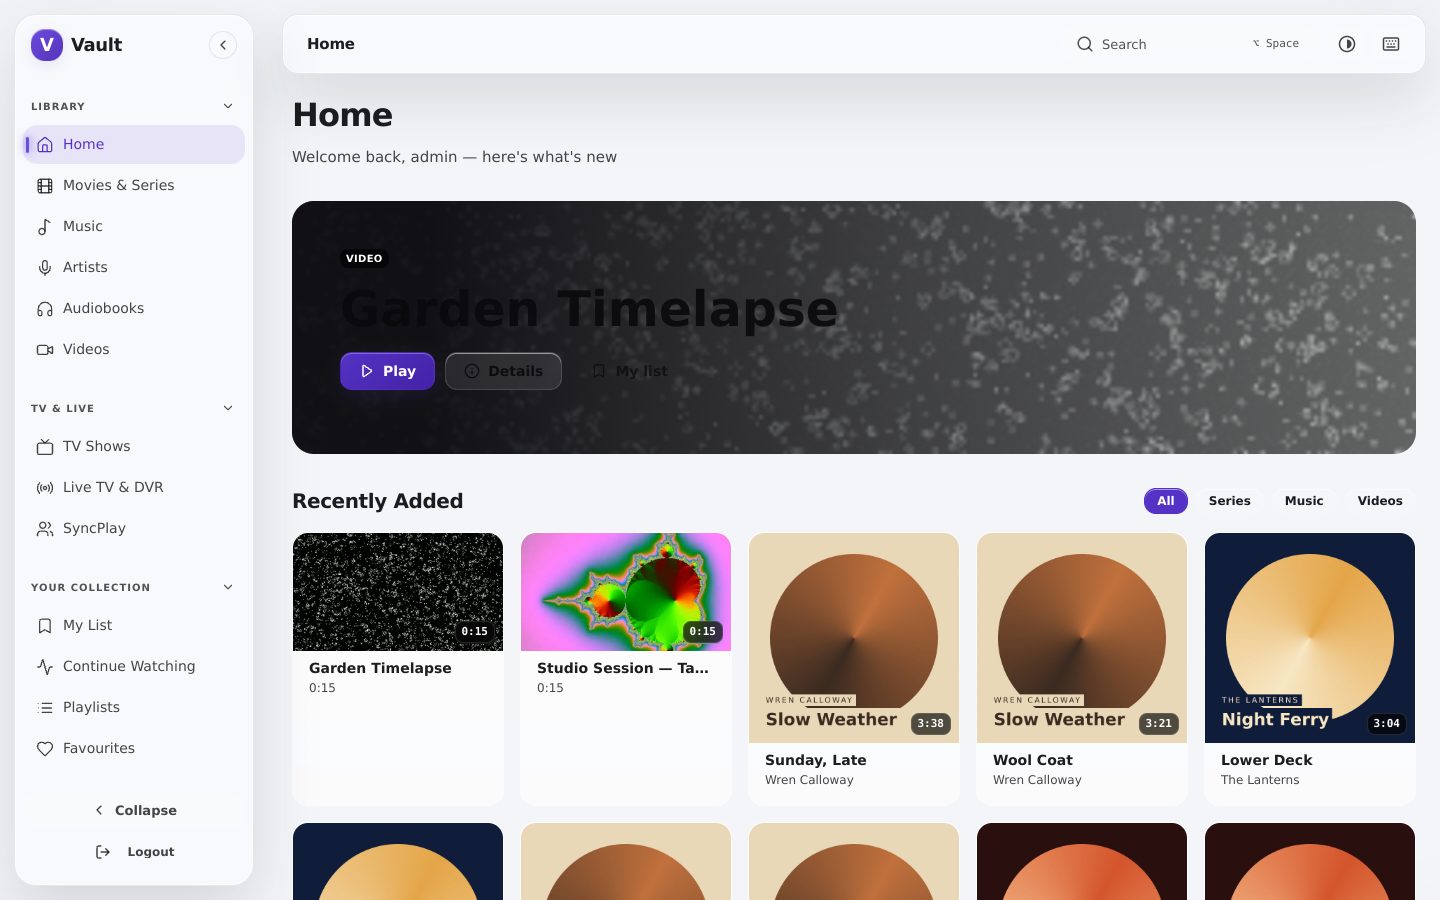 V Vault
LIBRARY
Home
Movies & Series
Music
Artists
Audiobooks
Videos
TV & LIVE
TV Shows
Live TV & DVR
SyncPlay
YOUR COLLECTION
My List
Continue Watching
Playlists
Favourites
Collapse
Logout
Home
Search
⌥ Space
Home
Welcome back, admin — here's what's new
VIDEO
Garden Timelapse
Play
Details
My list
Recently Added
All
Series
Music
Videos
0:15
Garden Timelapse
0:15
0:15
Studio Session — Ta...
0:15
WREN CALLOWAY
Slow Weather
3:38
Sunday, Late
Wren Calloway
WREN CALLOWAY
Slow Weather
3:21
Wool Coat
Wren Calloway
THE LANTERNS
Night Ferry
3:04
Lower Deck
The Lanterns